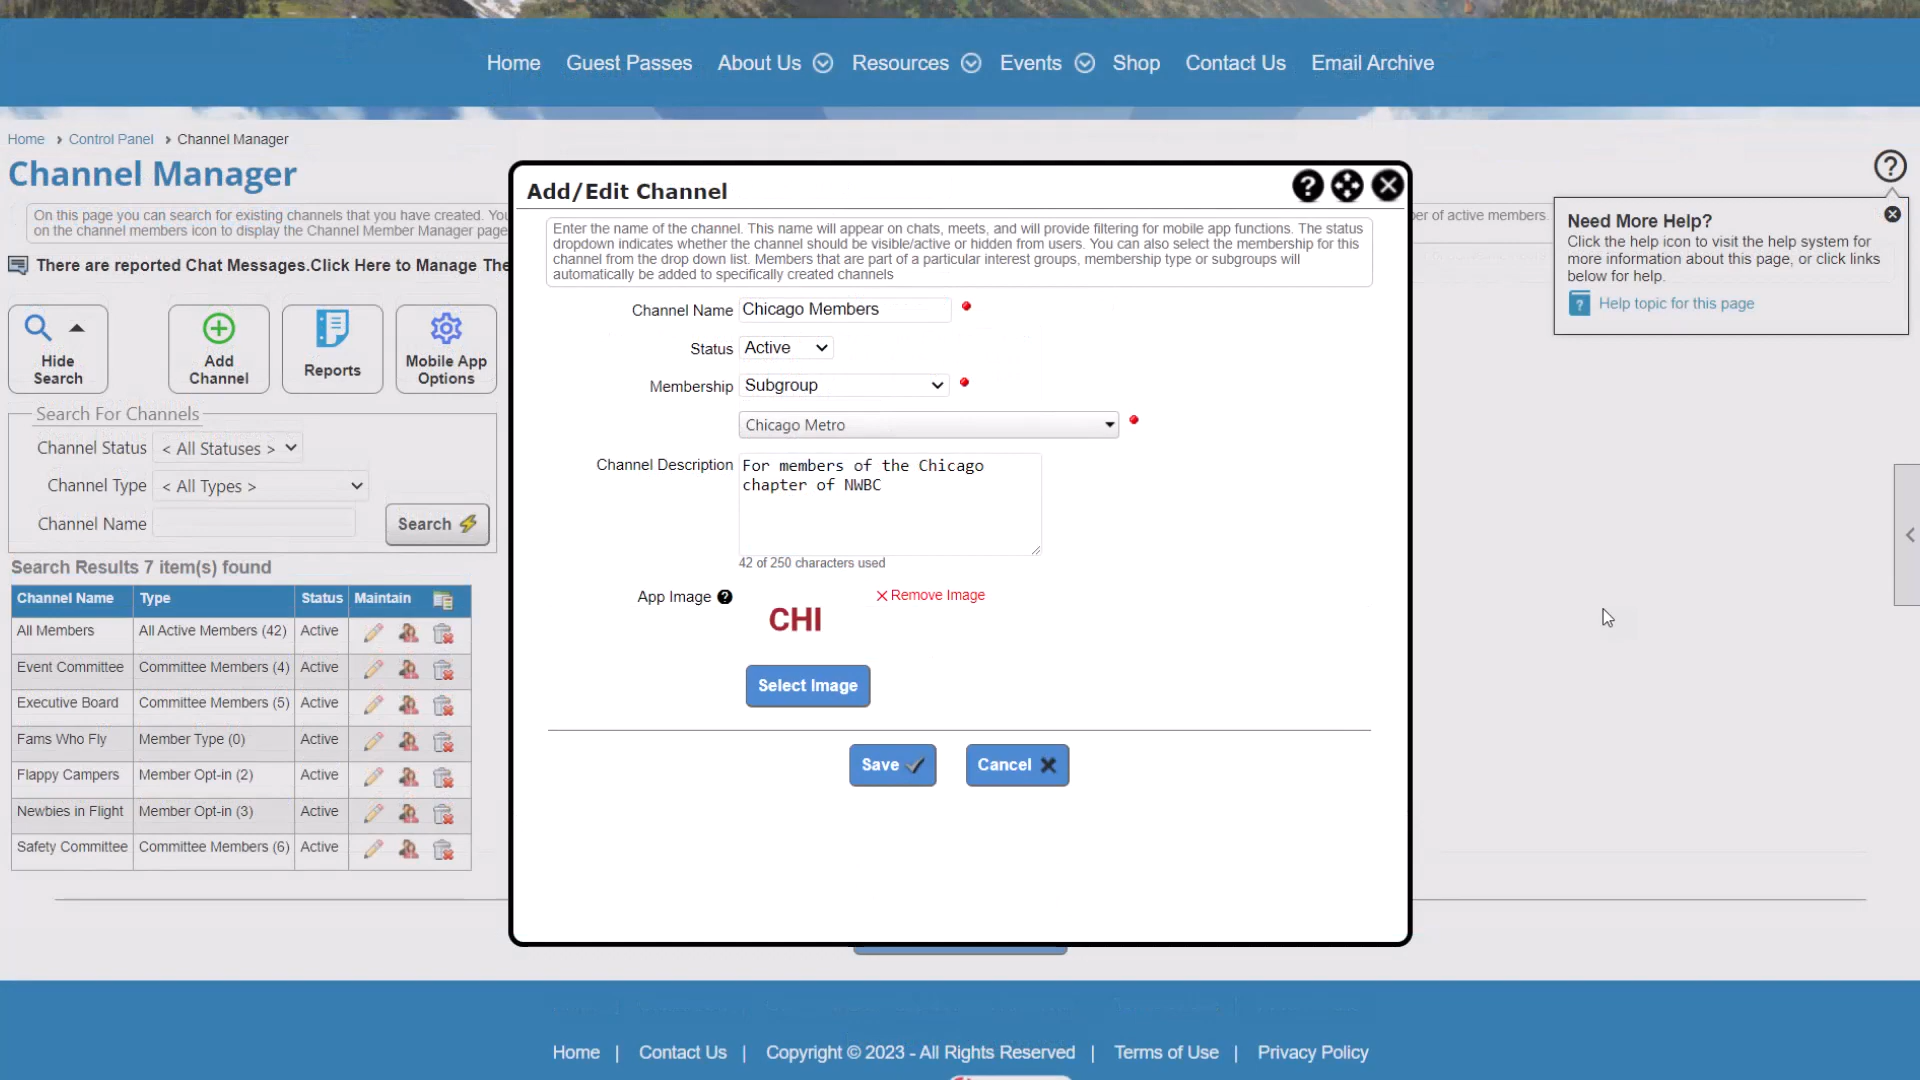 Home Guest Passes About Us Resources Events Shop Contact Us Email Archive
Home › Control Panel › Channel Manager
Channel Manager
On this page you can search for existing channels that you have created. You
er of active members.
on the channel members icon to display the Channel Member Manager page
There are reported Chat Messages.Click Here to Manage The
Hide Search
Add Channel
Reports
Mobile App Options
Search For Channels
Channel Status < All Statuses >
Channel Type < All Types >
Channel Name
Search
Search Results 7 item(s) found
Channel Name Type Status Maintain
All Members All Active Members (42) Active
Event Committee Committee Members (4) Active
Executive Board Committee Members (5) Active
Fams Who Fly Member Type (0) Active
Flappy Campers Member Opt-in (2) Active
Newbies in Flight Member Opt-in (3) Active
Safety Committee Committee Members (6) Active
Add/Edit Channel
Enter the name of the channel. This name will appear on chats, meets, and will provide filtering for mobile app functions. The status
dropdown indicates whether the channel should be visible/active or hidden from users. You can also select the membership for this
channel from the drop down list. Members that are part of a particular interest groups, membership type or subgroups will
automatically be added to specifically created channels
Channel Name Chicago Members
Status Active
Membership Subgroup
Chicago Metro
Channel Description For members of the Chicago
chapter of NWBC
42 of 250 characters used
App Image ?
CHI
Remove Image
Select Image
Save
Cancel
Need More Help?
Click the help icon to visit the help system for
more information about this page, or click links
below for help.
Help topic for this page
Home | Contact Us | Copyright © 2023 - All Rights Reserved | Terms of Use | Privacy Policy